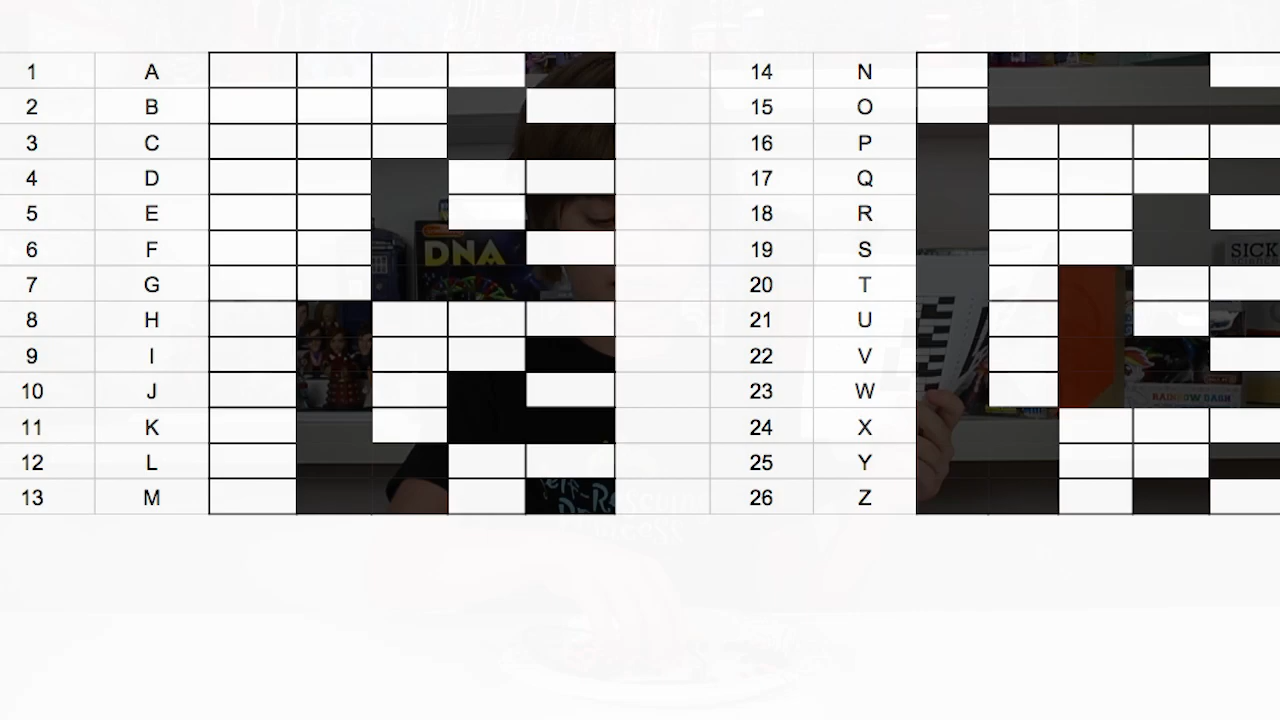 1 A 14 N
2 B 15 O
3 C 16 P
4 D 17 Q
5 E 18 R
6 F 19 S
7 G 20 T
8 H 21 U
9 I 22 V
10 J 23 W
11 K 24 X
12 L 25 Y
13 M 26 Z
DNA
SICK
SCIENCE
RAINBOW DASH